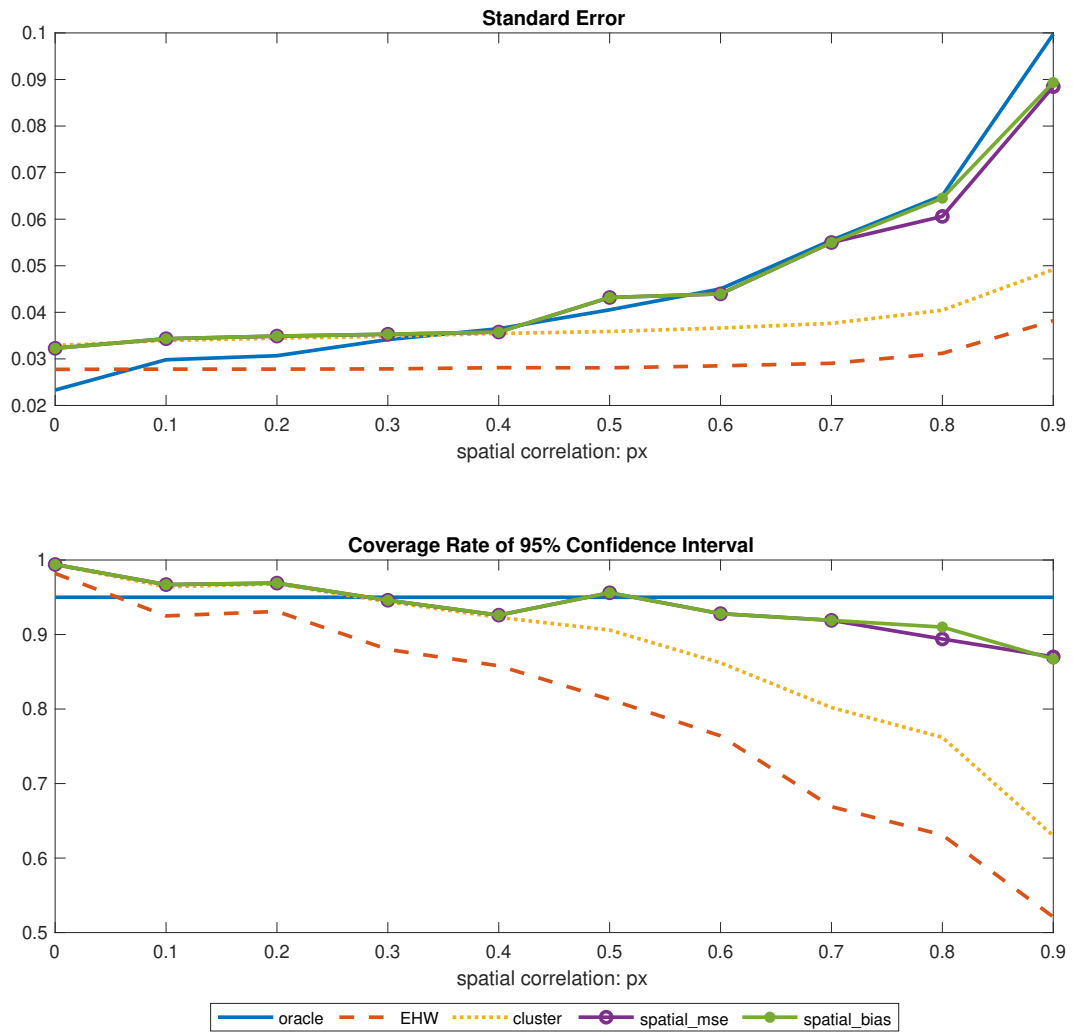 Standard Error
0.1
0.09
0.08
0.07
0.06
0.05
0.04
0.03
0.02
0 0.1 0.2 0.3 0.4 0.5 0.6 0.7 0.8 0.9
spatial correlation: px
Coverage Rate of 95% Confidence Interval
1
0.9
0.8
0.7
0.6
0.5
0 0.1 0.2 0.3 0.4 0.5 0.6 0.7 0.8 0.9
spatial correlation: px
oracle EHW cluster spatial_mse spatial_bias